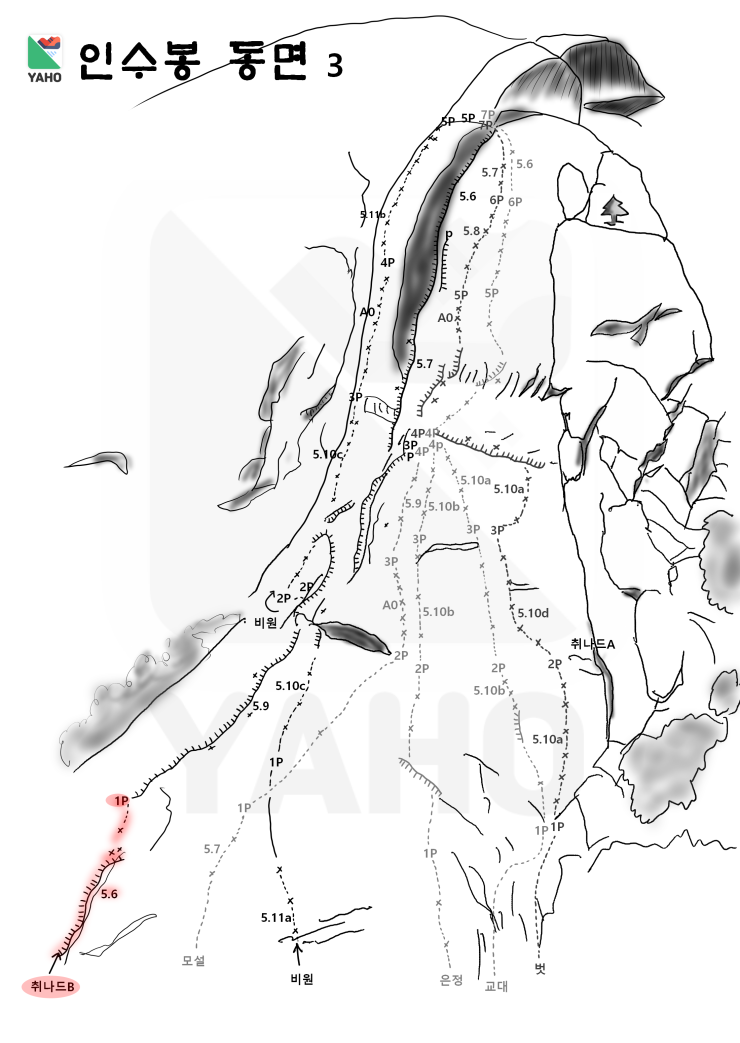 YAHO
인수봉 동면 3
7P
5P 5P 7P
5.6
5.7
5.6 6P 6P
5.11b
5.8
P
4P
5P 5P
A0 A0
5.7
3P
4P 4P
3P 4P
P 4P
5.10c
5.10a 5.10a
5.9 5.10b
3P 3P
3P
3P
2P
2P
A0 5.10b 5.10d
비원
취나드A
2P 2P 2P 2P
5.10c 5.10b
5.9
5.10a
YAHO
1P
1P
1P
1P 1P
5.7 1P
5.6
5.11a
모설
비원 은정 교대 벗
취나드B